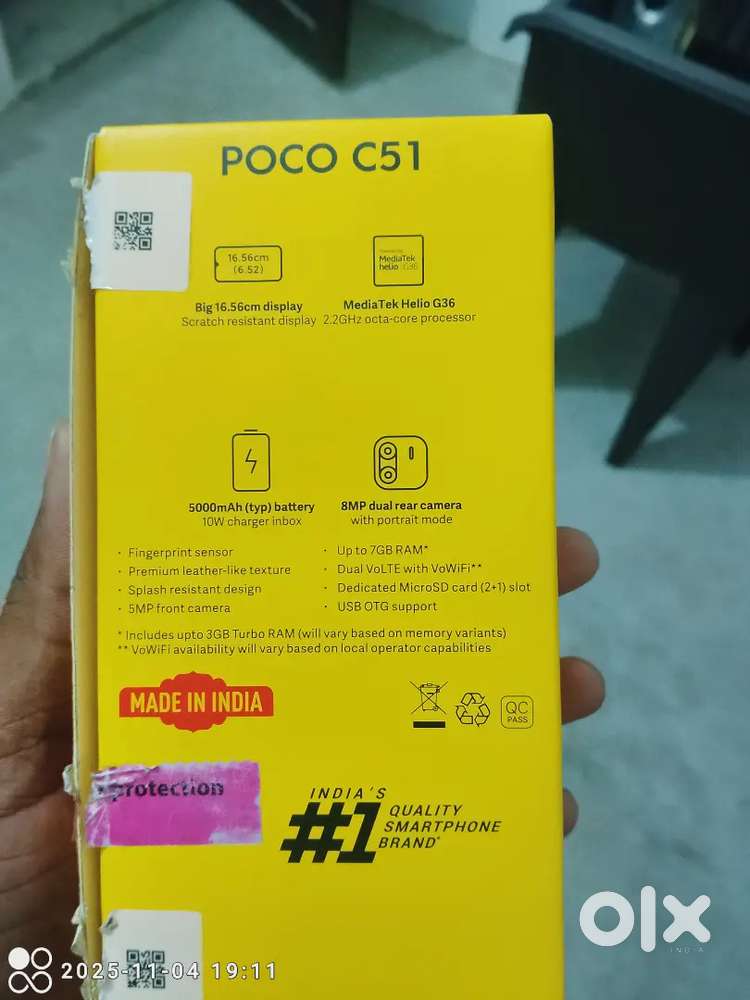 POCO C51
16.56cm
(6.52)
MediaTek
helio G36
Big 16.56cm display
Scratch resistant display
MediaTek Helio G36
2.2GHz octa-core processor
5000mAh (typ) battery
10W charger inbox
8MP dual rear camera
with portrait mode
· Fingerprint sensor
· Premium leather-like texture
· Splash resistant design
· 5MP front camera
· Up to 7GB RAM*
· Dual VoLTE with VoWiFi**
· Dedicated MicroSD card (2+1) slot
· USB OTG support
* Includes upto 3GB Turbo RAM (will vary based on memory variants)
** VoWiFi availability will vary based on local operator capabilities
MADE IN INDIA
QC
PASS
protection
INDIA'S
#1 QUALITY
SMARTPHONE
BRAND*
olx
INDIA
2025-11-04 19:11